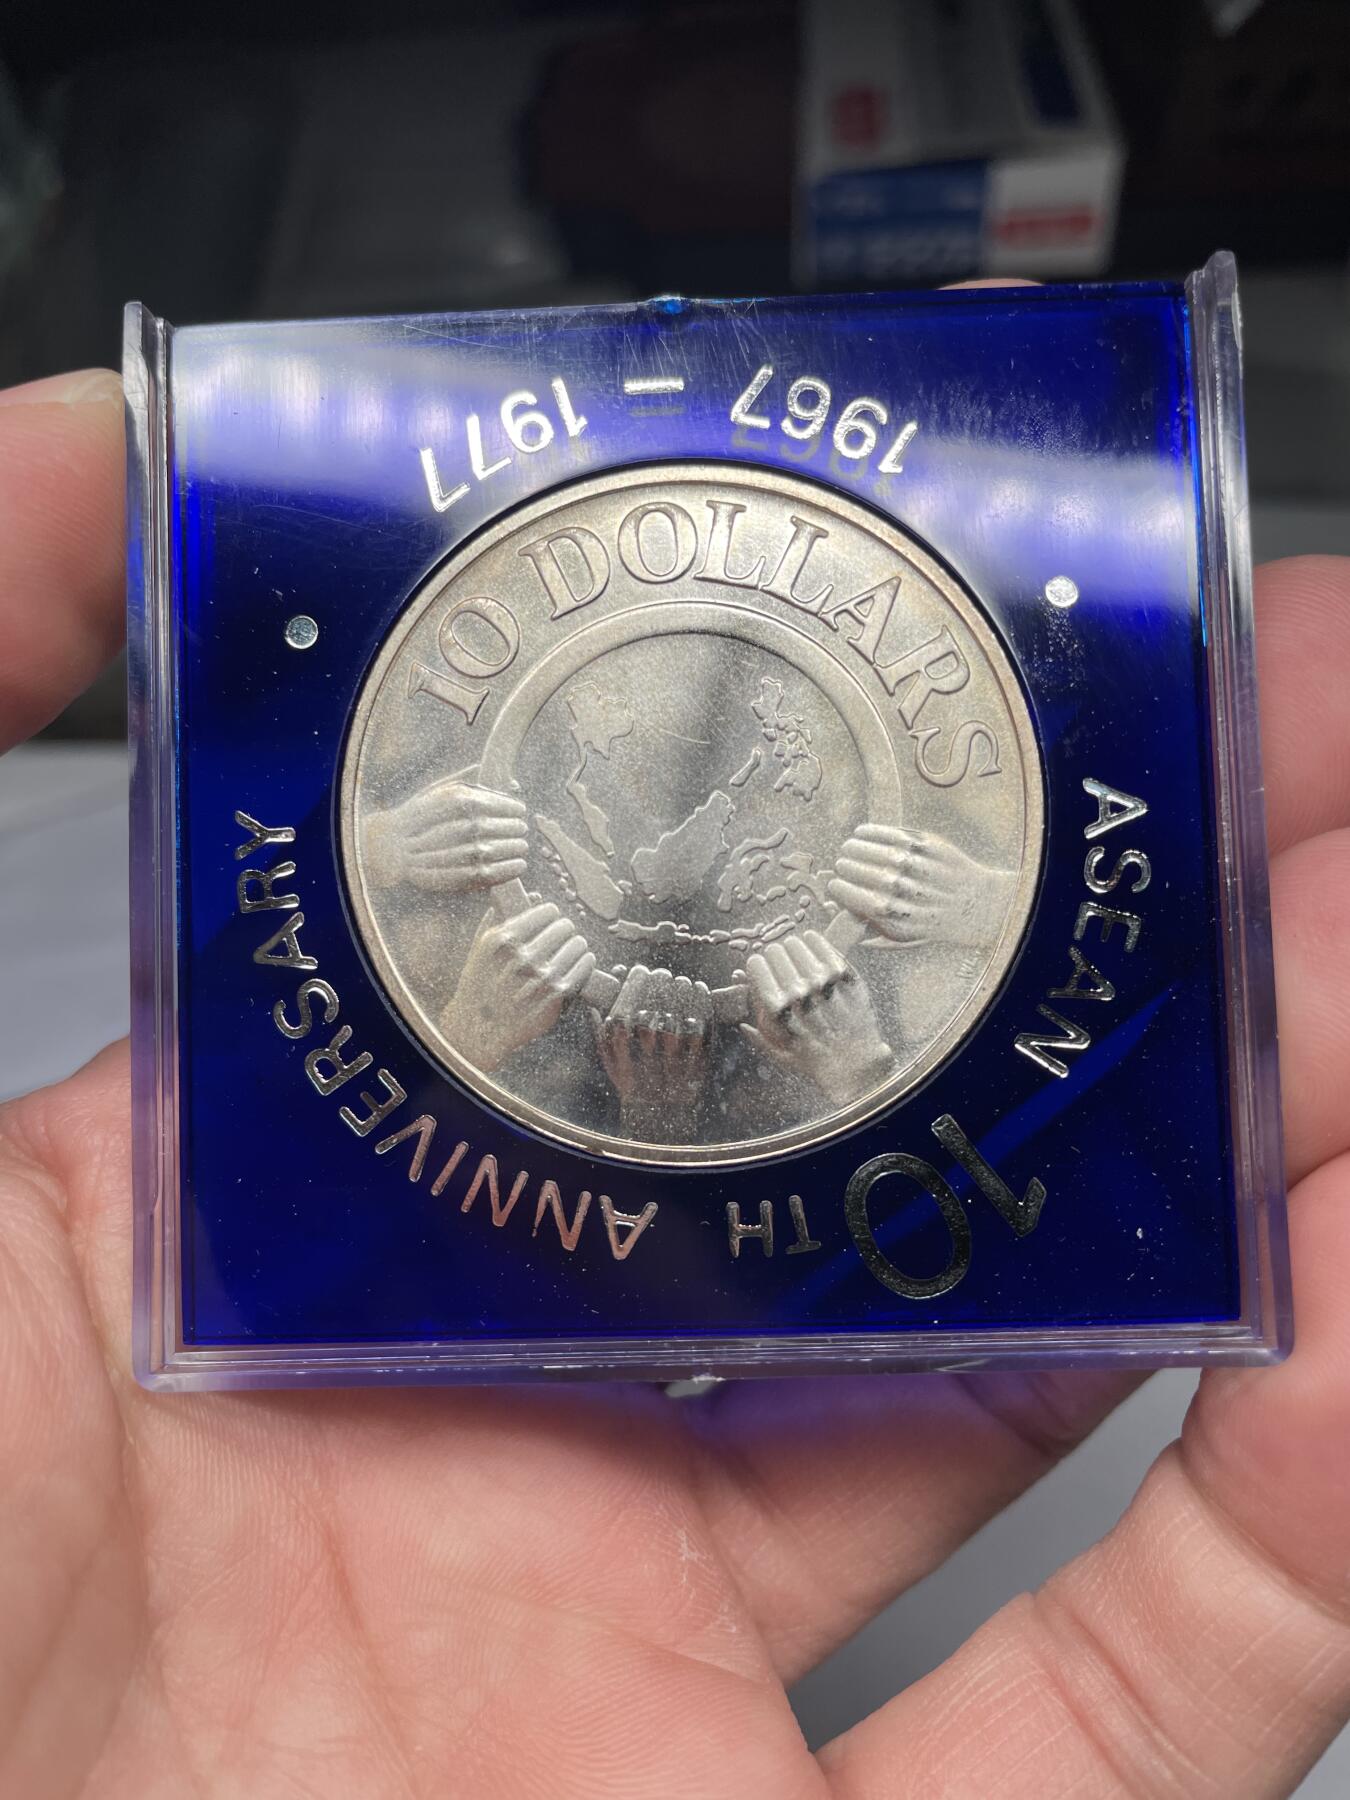 1967 – 1977
10 DOLLARS
ASEAN 10TH ANNIVERSARY